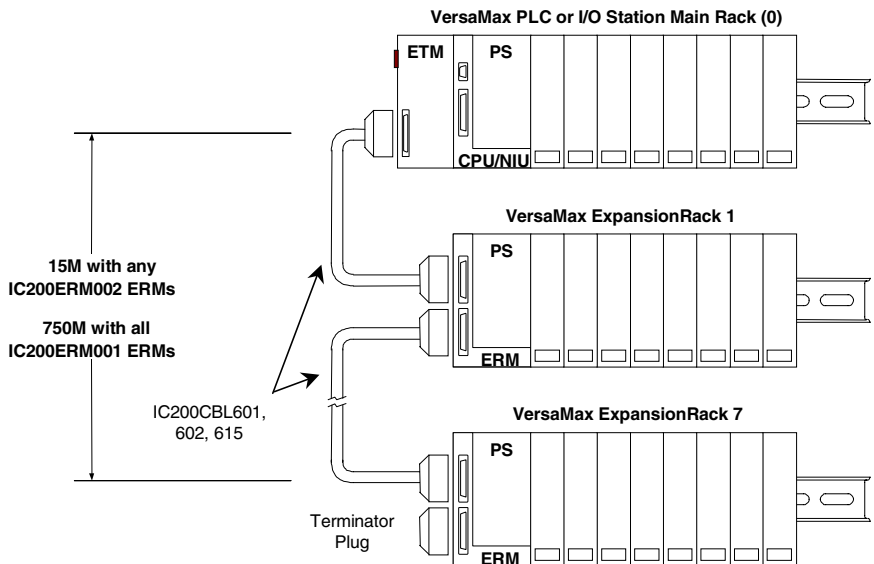 VersaMax PLC or I/O Station Main Rack (0)
ETM
PS
CPU/NIU
VersaMax ExpansionRack 1
PS
15M with any
IC200ERM002 ERMs
750M with all
IC200ERM001 ERMs
ERM
IC200CBL601,
602, 615
VersaMax ExpansionRack 7
PS
Terminator
Plug
ERM